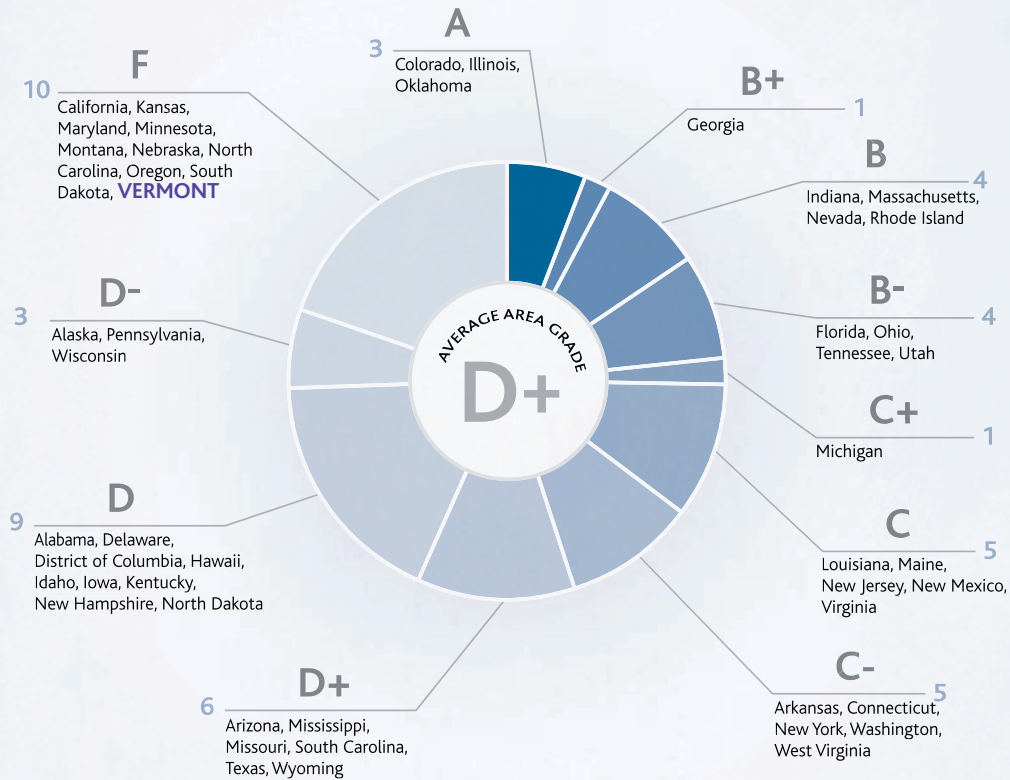 A
3
Colorado, Illinois,
Oklahoma
B+
1
Georgia
B
4
Indiana, Massachusetts,
Nevada, Rhode Island
B-
4
Florida, Ohio,
Tennessee, Utah
C+
1
Michigan
C
5
Louisiana, Maine,
New Jersey, New Mexico,
Virginia
C-
5
Arkansas, Connecticut,
New York, Washington,
West Virginia
D+
6
Arizona, Mississippi,
Missouri, South Carolina,
Texas, Wyoming
D
9
Alabama, Delaware,
District of Columbia, Hawaii,
Idaho, Iowa, Kentucky,
New Hampshire, North Dakota
D-
3
Alaska, Pennsylvania,
Wisconsin
F
10
California, Kansas,
Maryland, Minnesota,
Montana, Nebraska, North
Carolina, Oregon, South
Dakota, VERMONT
AVERAGE AREA GRADE
D+